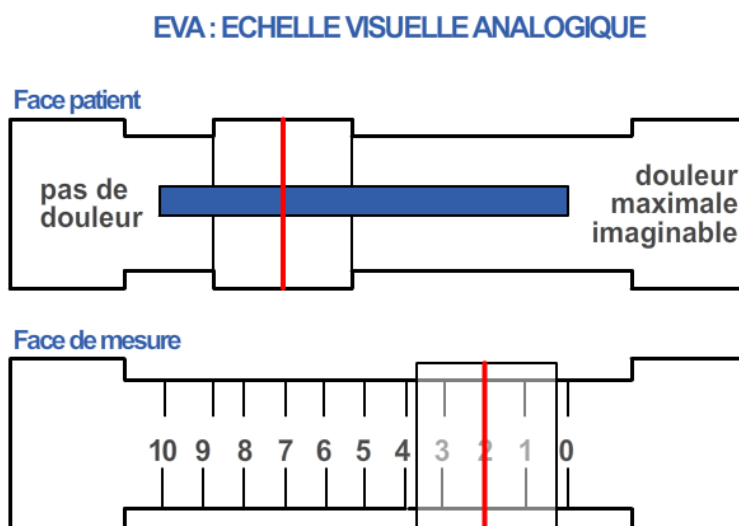 EVA : ECHELLE VISUELLE ANALOGIQUE
Face patient
pas de
douleur
douleur
maximale
imaginable
Face de mesure
10 9 8 7 6 5 4 3 2 1 0